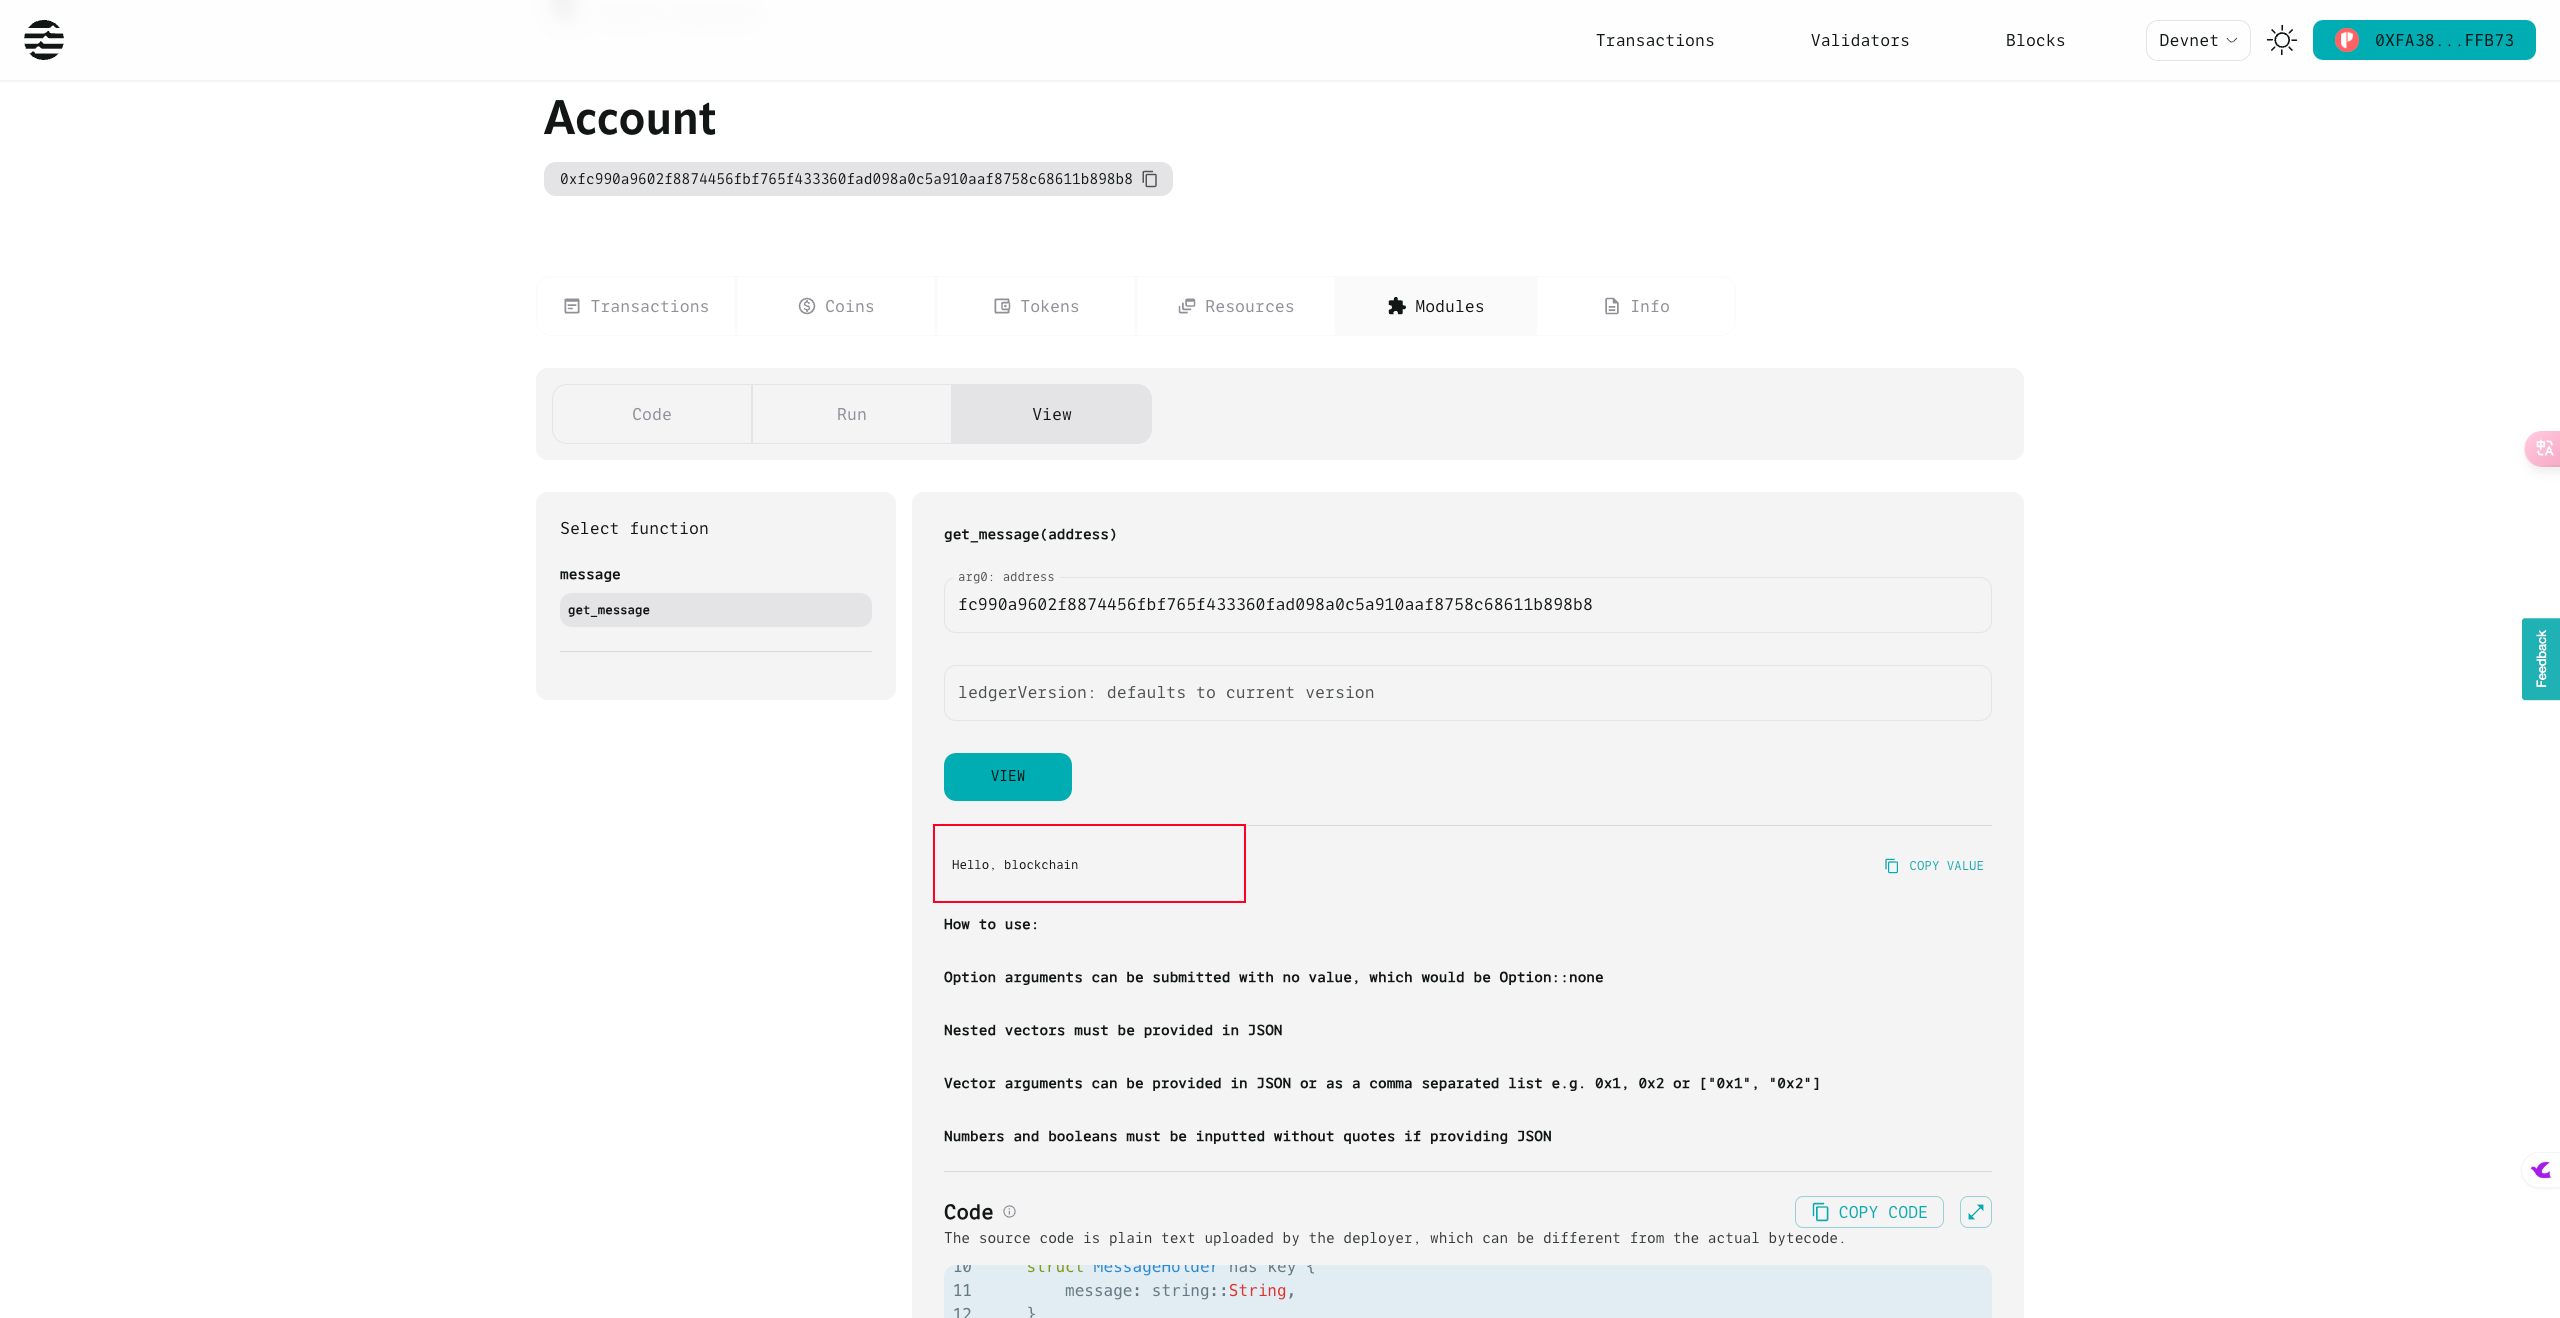 Transactions
Validators
Blocks
Devnet
0XFA38...FFB73
Account
0xfc990a9602f8874456fbf765f433360fad098a0c5a910aaf8758c68611b898b8
Transactions
Coins
Tokens
Resources
Modules
Info
Code
Run
View
Select function
message
get_message
get_message(address)
arg0: address
fc990a9602f8874456fbf765f433360fad098a0c5a910aaf8758c68611b898b8
ledgerVersion: defaults to current version
VIEW
Hello, blockchain
COPY VALUE
How to use:
Option arguments can be submitted with no value, which would be Option::none
Nested vectors must be provided in JSON
Vector arguments can be provided in JSON or as a comma separated list e.g. 0x1, 0x2 or ["0x1", "0x2"]
Numbers and booleans must be inputted without quotes if providing JSON
Code
COPY CODE
The source code is plain text uploaded by the deployer, which can be different from the actual bytecode.
10 struct MessageHolder has key {
11 message: string::String,
12 }
Feedback